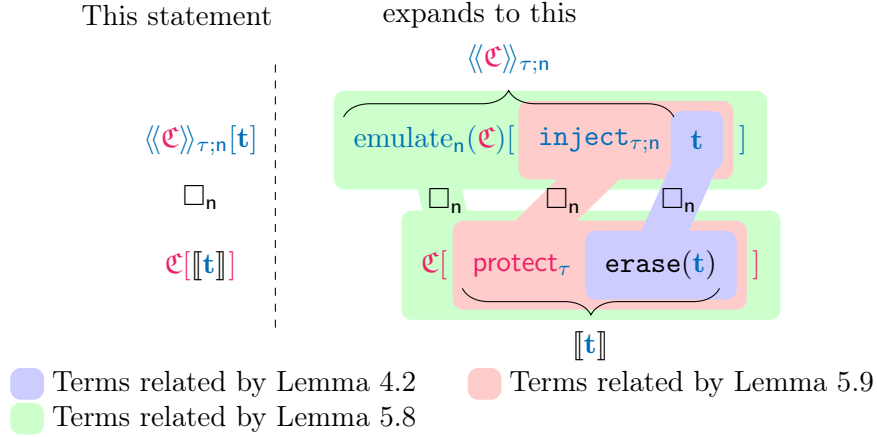 This statement expands to this
⟪𝕮⟫τ;n
⟪𝕮⟫τ;n[t] emulaten(𝕮)[ injectτ;n t ]
□n □n □n □n
𝕮[⟦t⟧] 𝕮[ protectτ erase(t) ]
⟦t⟧
Terms related by Lemma 4.2 Terms related by Lemma 5.9
Terms related by Lemma 5.8